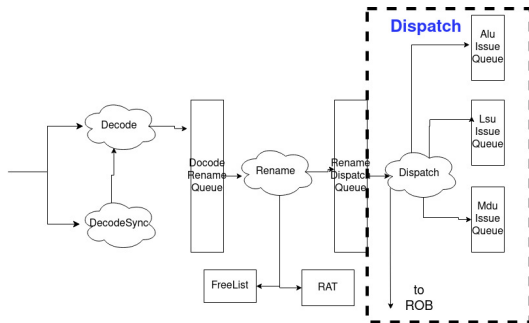 Dispatch
Alu
Issue
Queue
Decode
Lsu
Issue
Queue
Docode
Rename
Queue
Rename
Rename
Dispatch
Queue
Dispatch
DecodeSync
Mdu
Issue
Queue
FreeList
RAT
to
ROB